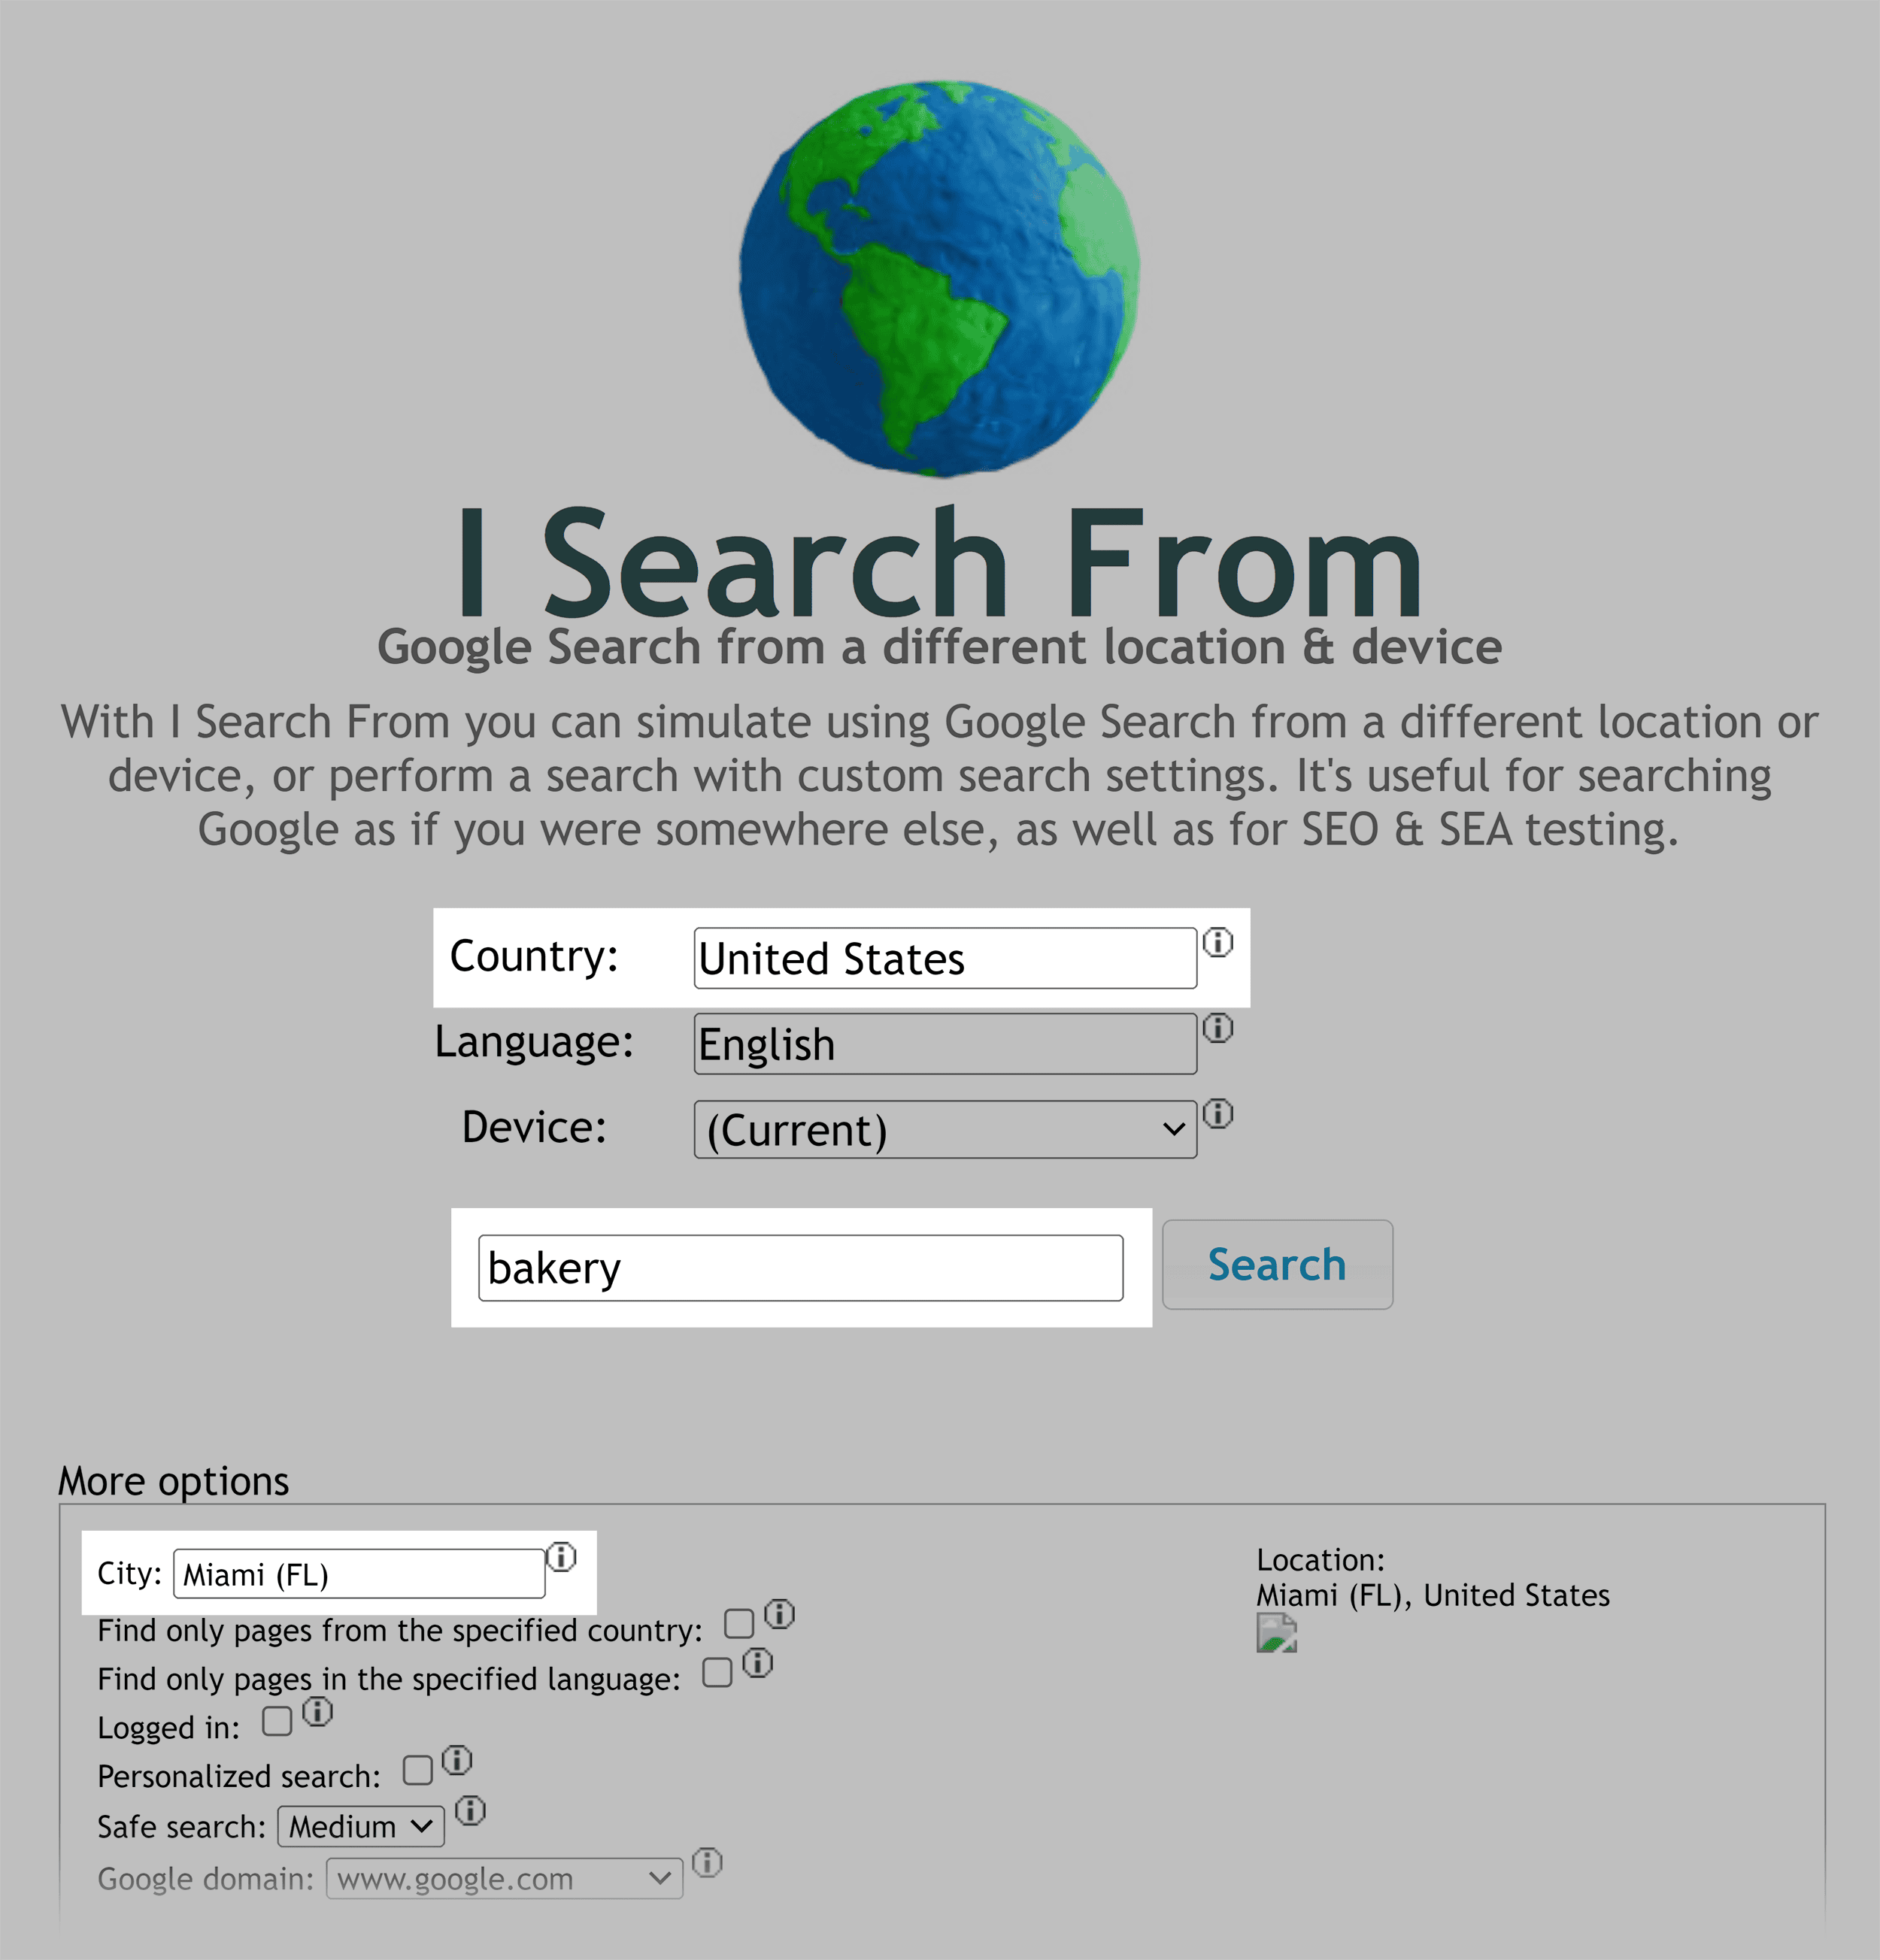 I Search From
Google Search from a different location & device
With I Search From you can simulate using Google Search from a different location or
device, or perform a search with custom search settings. It's useful for searching
Google as if you were somewhere else, as well as for SEO & SEA testing.
Country: United States
Language: English
Device: (Current)
bakery Search
More options
City: Miami (FL)
Find only pages from the specified country:
Find only pages in the specified language:
Logged in:
Personalized search:
Safe search: Medium
Google domain: www.google.com
Location:
Miami (FL), United States